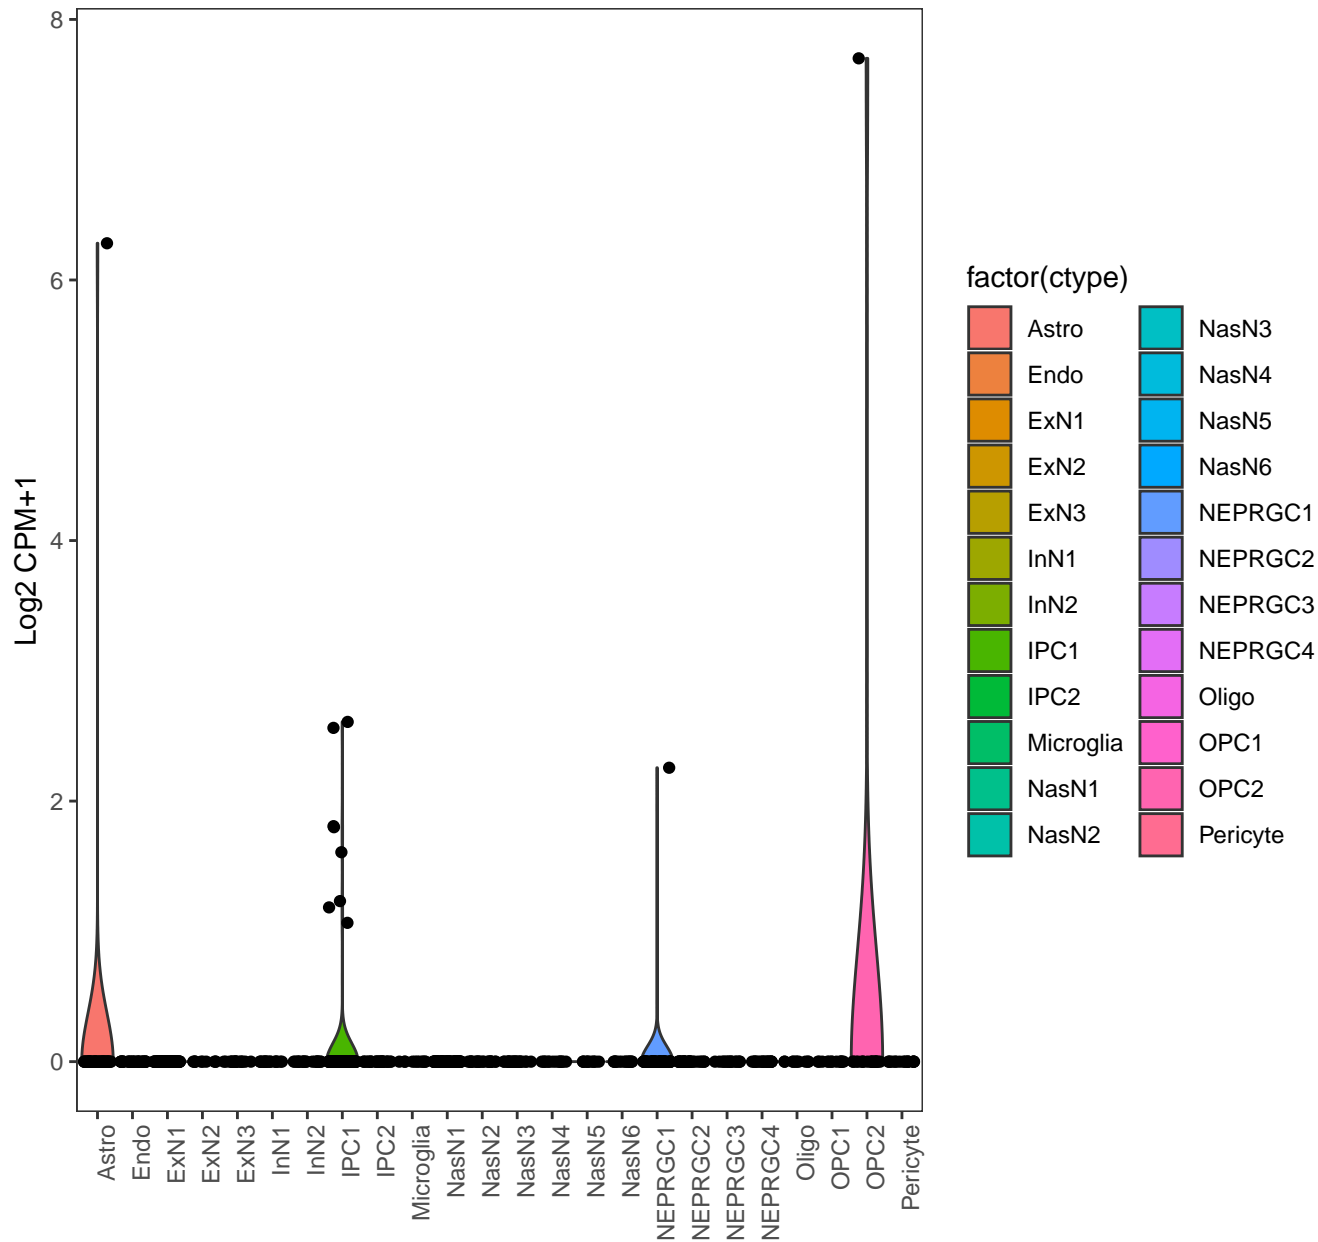 8
6
4
2
0
Log2 CPM+1
Astro
Endo
ExN1
ExN2
ExN3
InN1
InN2
IPC1
IPC2
Microglia
NasN1
NasN2
NasN3
NasN4
NasN5
NasN6
NEPRGC1
NEPRGC2
NEPRGC3
NEPRGC4
Oligo
OPC1
OPC2
Pericyte
factor(ctype)
Astro
Endo
ExN1
ExN2
ExN3
InN1
InN2
IPC1
IPC2
Microglia
NasN1
NasN2
NasN3
NasN4
NasN5
NasN6
NEPRGC1
NEPRGC2
NEPRGC3
NEPRGC4
Oligo
OPC1
OPC2
Pericyte